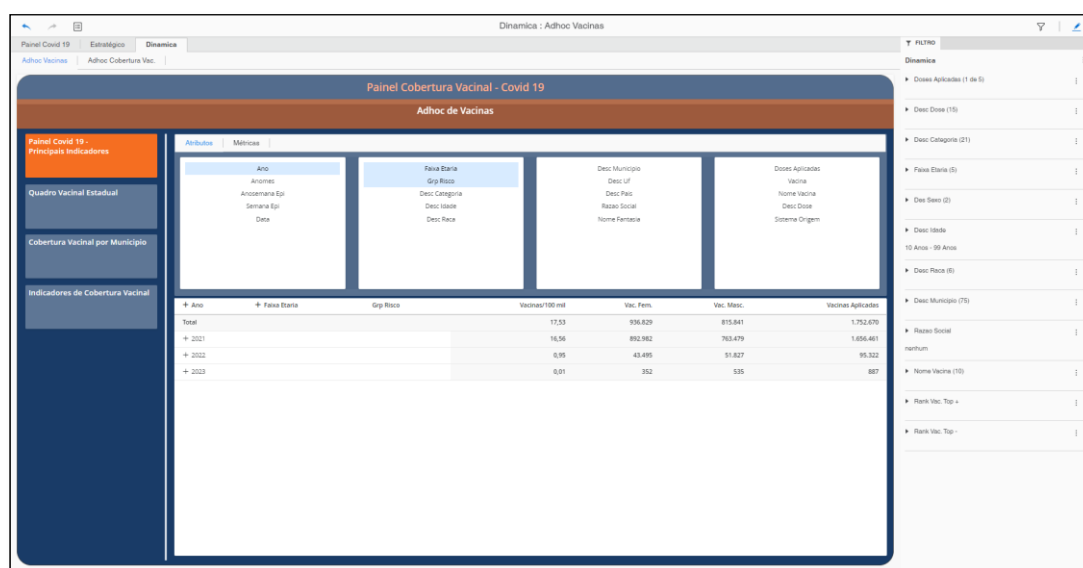 Dinamica : Adhoc Vacinas
Painel Covid 19
Estratégico
Dinamica
Adhoc Vacinas
Adhoc Cobertura Vac.
Painel Cobertura Vacinal - Covid 19
Adhoc de Vacinas
Painel Covid 19 -
Principais Indicadores
Quadro Vacinal Estadual
Cobertura Vacinal por Municipio
Indicadores de Cobertura Vacinal
Atributos
Métricas
Ano
Anomes
Anosemana Epi
Semana Epi
Data
Faixa Etaria
Grp Risco
Desc Categoria
Desc Idade
Desc Raca
Desc Municipio
Desc Uf
Desc Pais
Razao Social
Nome Fantasia
Doses Aplicadas
Vacina
Nome Vacina
Desc Dose
Sistema Origem
+ Ano + Faixa Etaria Grp Risco Vacinas/100 mil Vac. Fem. Vac. Masc. Vacinas Aplicadas
Total 17,53 936.829 815.841 1.752.670
+ 2021 16,56 892.982 763.479 1.656.461
+ 2022 0,95 43.495 51.827 95.322
+ 2023 0,01 352 535 887
FILTRO
Dinamica
Doses Aplicadas (1 de 5)
Desc Dose (15)
Desc Categoria (21)
Faixa Etaria (5)
Des Sexo (2)
Desc Idade
10 Anos - 99 Anos
Desc Raca (6)
Desc Municipio (75)
Razao Social
nenhum
Nome Vacina (10)
Rank Vac. Top +
Rank Vac. Top -